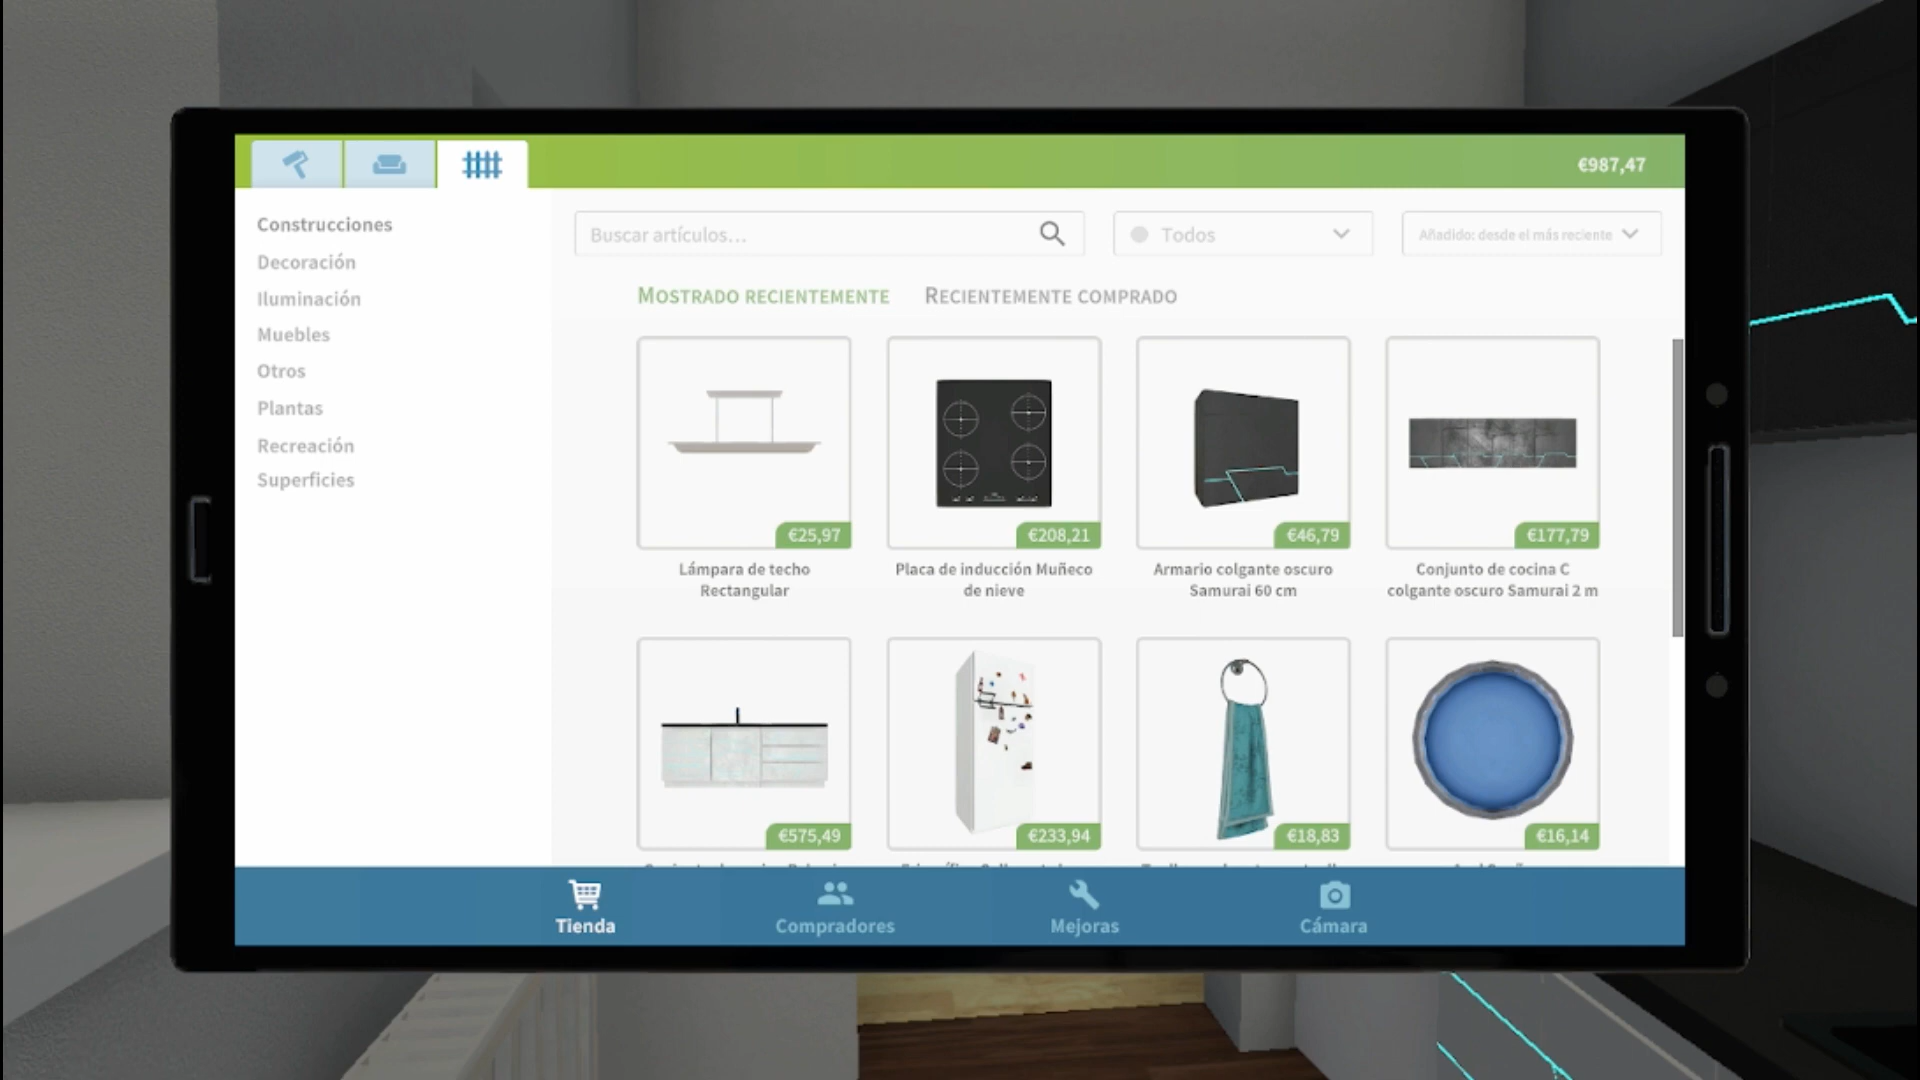 €987,47
Construcciones
Decoración
Iluminación
Muebles
Otros
Plantas
Recreación
Superficies
Buscar artículos...
Todos
Añadido: desde el más reciente
MOSTRADO RECIENTEMENTE
RECIENTEMENTE COMPRADO
€25,97
€208,21
€46,79
€177,79
Lámpara de techo
Rectangular
Placa de inducción Muñeco
de nieve
Armario colgante oscuro
Samurai 60 cm
Conjunto de cocina C
colgante oscuro Samurai 2 m
€575,49
€233,94
€18,83
€16,14
Tienda
Compradores
Mejoras
Cámara